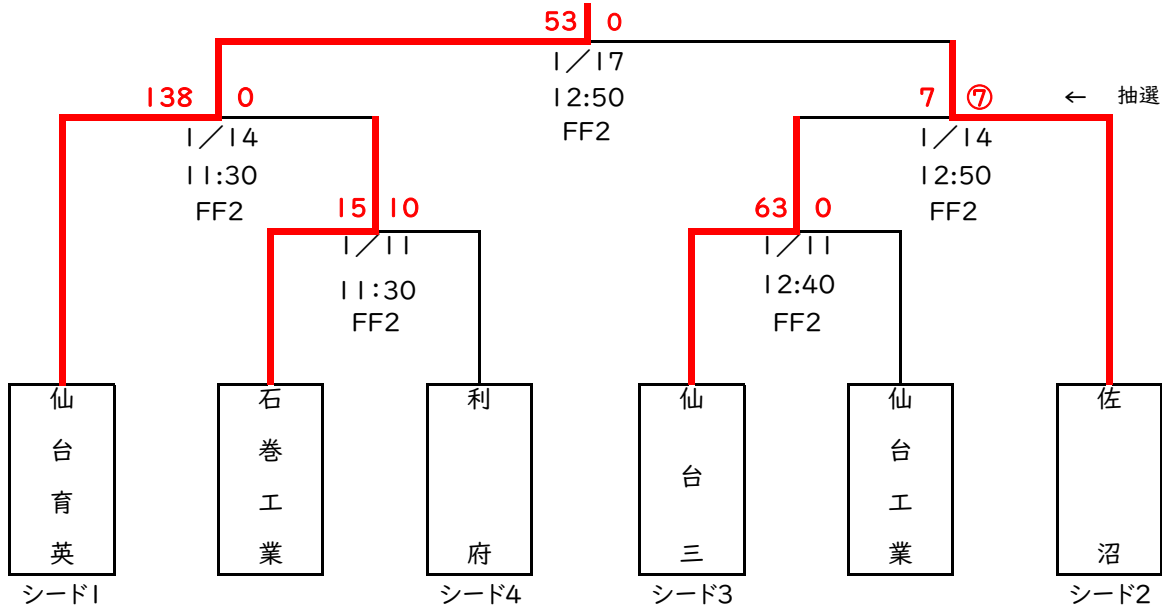 53 0
1／17
12:50
FF2
138 0
1／14
11:30
FF2
7 ⑦ ← 抽選
1／14
12:50
FF2
15 10
1／11
11:30
FF2
63 0
1／11
12:40
FF2
仙台育英
石巻工業
利府
仙台三
仙台工業
佐沼
シード1
シード4
シード3
シード2